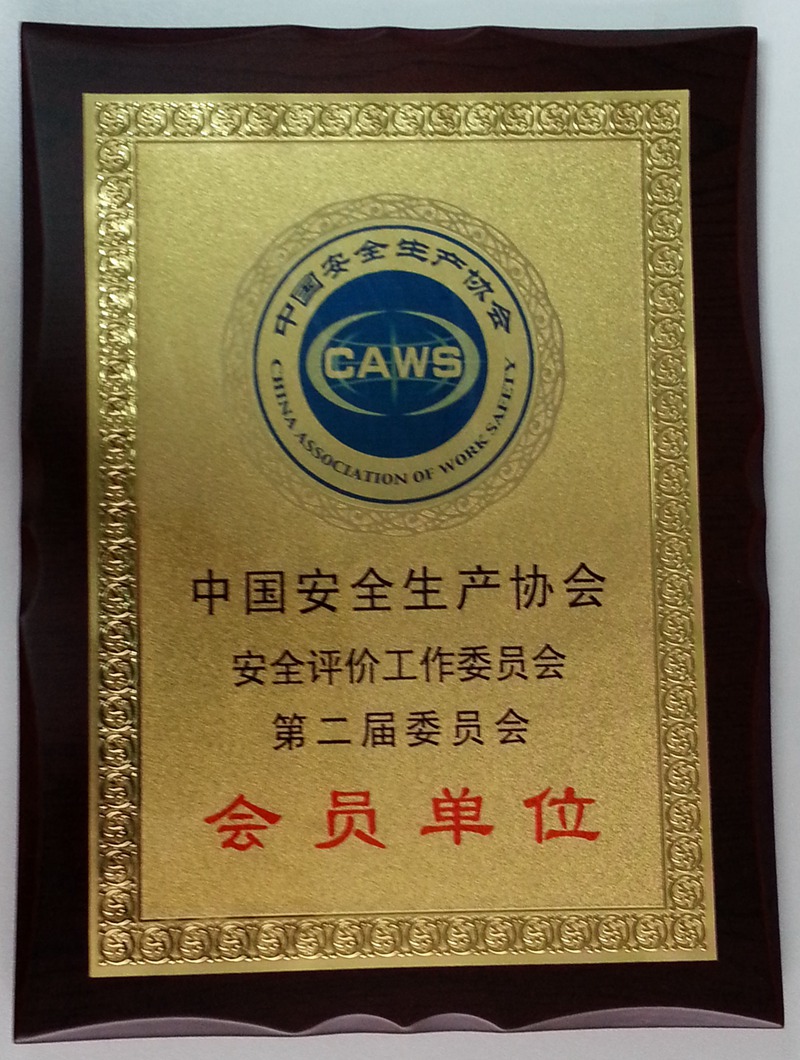 中国安全生产协会
CAWS
CHINA ASSOCIATION OF WORK SAFETY
中国安全生产协会
安全评价工作委员会
第二届委员会
会员单位